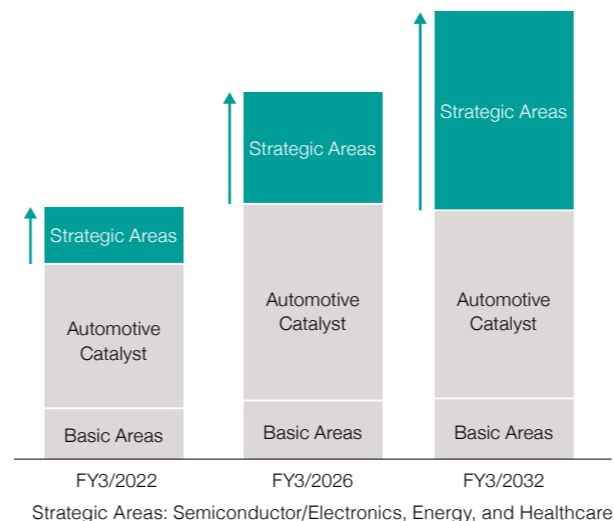 Strategic Areas
Automotive
Catalyst
Basic Areas
Strategic Areas
Automotive
Catalyst
Basic Areas
Strategic Areas
Automotive
Catalyst
Basic Areas
FY3/2022
FY3/2026
FY3/2032
Strategic Areas: Semiconductor/Electronics, Energy, and Healthcare